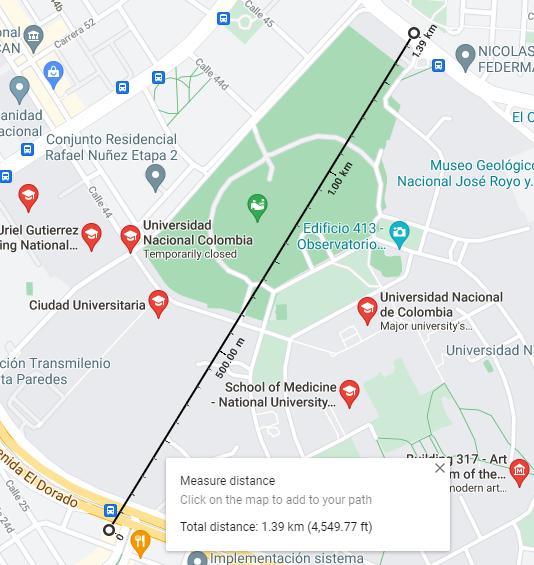 Carrera 52
Calle 45
onal
CAN
Calle 44d
NICOLAS
FEDERMA
anidad
acional
El C
Conjunto Residencial
Rafael Nuñez Etapa 2
1.39 km
Museo Geológico
Nacional José Royo y...
1.00 km
Calle 44
Uriel Gutierrez
ing National...
Universidad
Nacional Colombia
Temporarily closed
Edificio 413 -
Observatorio...
Ciudad Universitaria
Universidad Nacional
de Colombia
Major university's...
500.00 m
ción Transmilenio
ta Paredes
Universidad N
School of Medicine
- National University...
Avenida El Dorado
Calle 25
Calle 24d
0
Building 317 - Art
m of the...
modern art...
Measure distance
Click on the map to add to your path
Total distance: 1.39 km (4,549.77 ft)
Implementación sistema